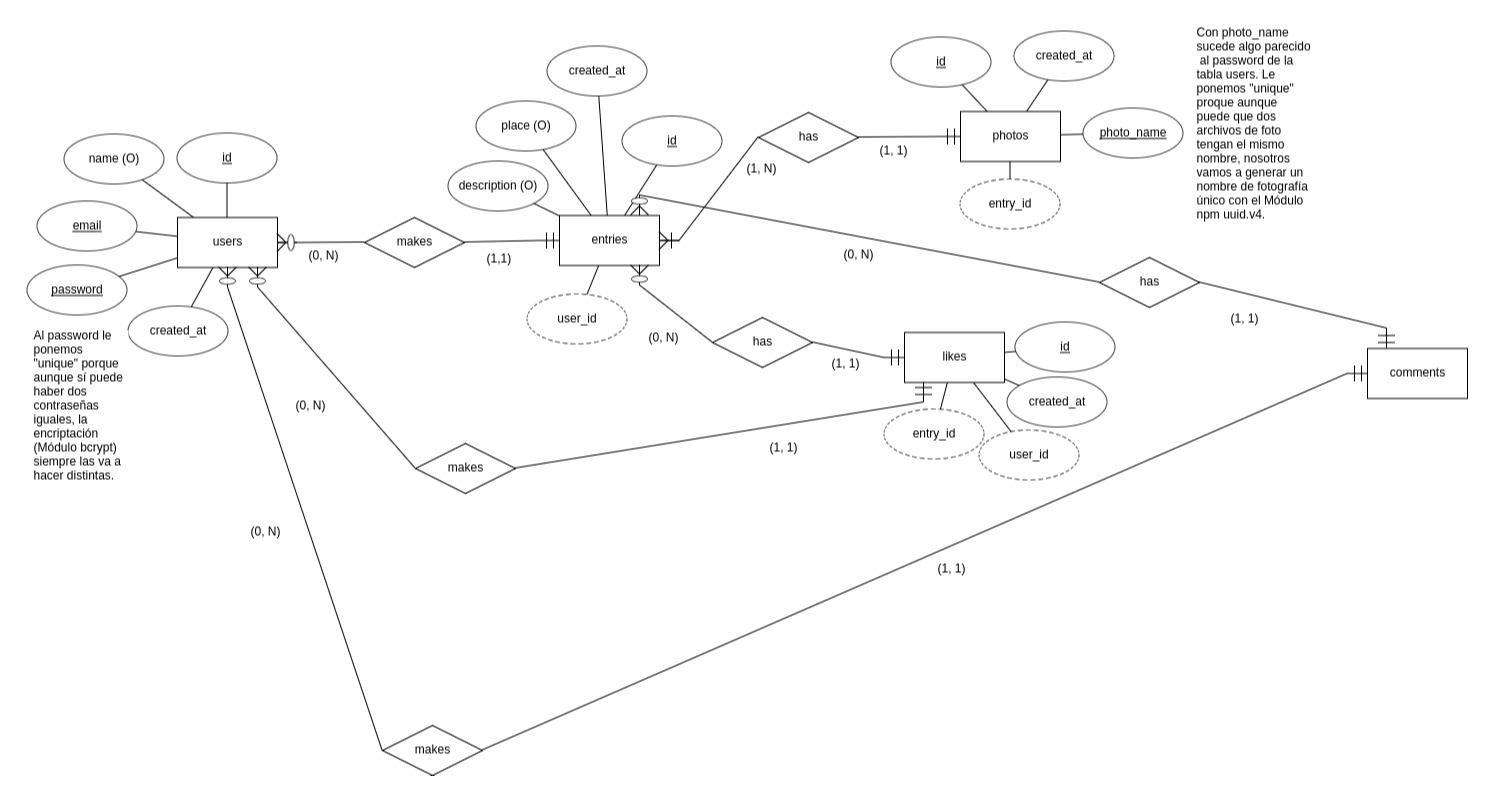 Con photo_name
sucede algo parecido
al password de la
tabla users. Le
ponemos "unique"
proque aunque
puede que dos
archivos de foto
tengan el mismo
nombre, nosotros
vamos a generar un
nombre de fotografía
único con el Módulo
npm uuid.v4.
id
created_at
photos
photo_name
entry_id
has
(1, N)
(1, 1)
created_at
place (O)
id
description (O)
entries
user_id
name (O)
id
email
users
password
created_at
(0, N)
makes
(1,1)
Al password le
ponemos
"unique" porque
aunque sí puede
haber dos
contraseñas
iguales, la
encriptación
(Módulo bcrypt)
siempre las va a
hacer distintas.
(0, N)
has
(1, 1)
(0, N)
has
(1, 1)
likes
id
created_at
entry_id
user_id
comments
(0, N)
makes
(1, 1)
(0, N)
makes
(1, 1)